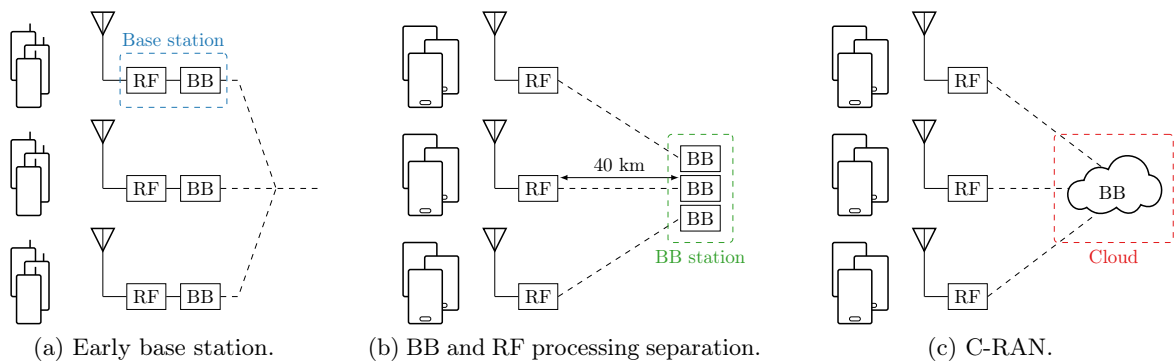 Base station
RF
BB
RF
BB
RF
BB
(a) Early base station.
RF
BB
40 km
RF
BB
BB
BB station
RF
(b) BB and RF processing separation.
RF
RF
BB
Cloud
RF
(c) C-RAN.